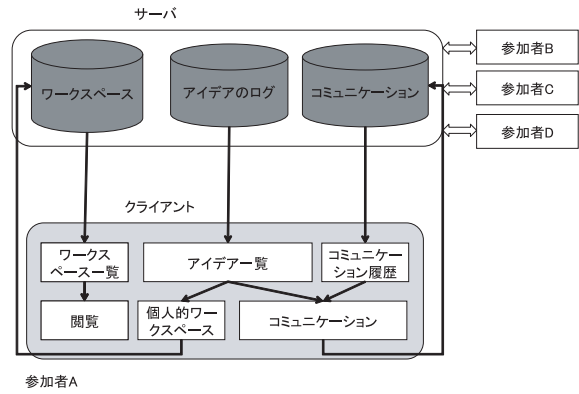 サーバ
ワークスペース
アイデアのログ
コミュニケーション
参加者B
参加者C
参加者D
クライアント
ワークス
ペース一覧
アイデア一覧
コミュニケー
ション履歴
閲覧
個人的ワー
クスペース
コミュニケーション
参加者A